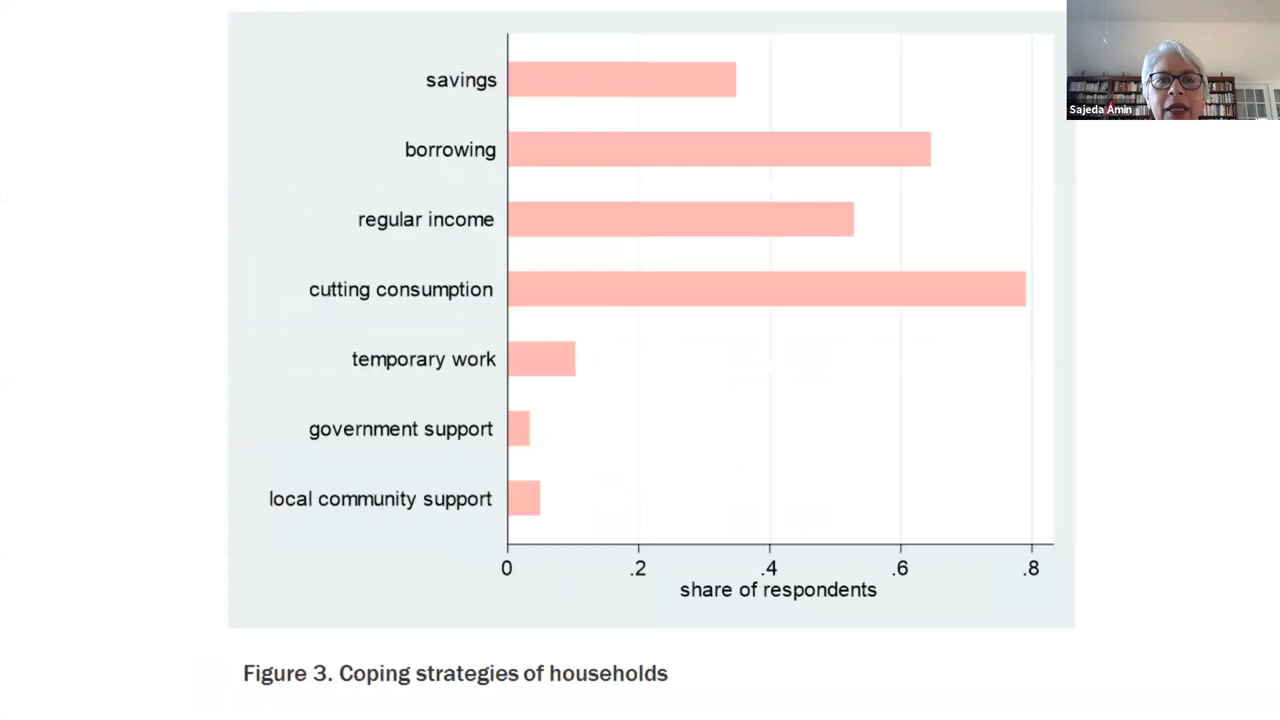 Sajeda Amin
savings
borrowing
regular income
cutting consumption
temporary work
government support
local community support
0 .2 .4 .6 .8
share of respondents
Figure 3. Coping strategies of households